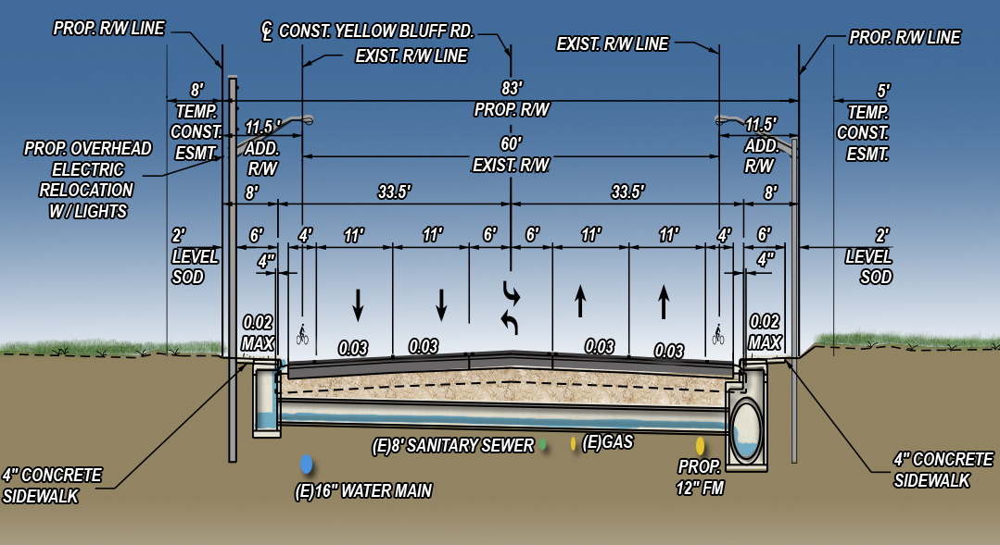 PROP. R/W LINE
℄ CONST. YELLOW BLUFF RD.
EXIST. R/W LINE
EXIST. R/W LINE
PROP. R/W LINE
8'
TEMP.
CONST.
ESMT.
83'
PROP. R/W
5'
TEMP.
CONST.
ESMT.
11.5'
ADD.
R/W
60'
EXIST. R/W
11.5'
ADD.
R/W
PROP. OVERHEAD
ELECTRIC
RELOCATION
W / LIGHTS
8'
33.5'
33.5'
8'
2'
LEVEL
SOD
6'
4"
4'
11'
11'
6'
6'
11'
11'
4'
6'
4"
2'
LEVEL
SOD
0.02
MAX
0.03
0.03
0.03
0.03
0.02
MAX
(E)8' SANITARY SEWER
(E)GAS
4" CONCRETE
SIDEWALK
(E)16" WATER MAIN
PROP.
12" FM
4" CONCRETE
SIDEWALK